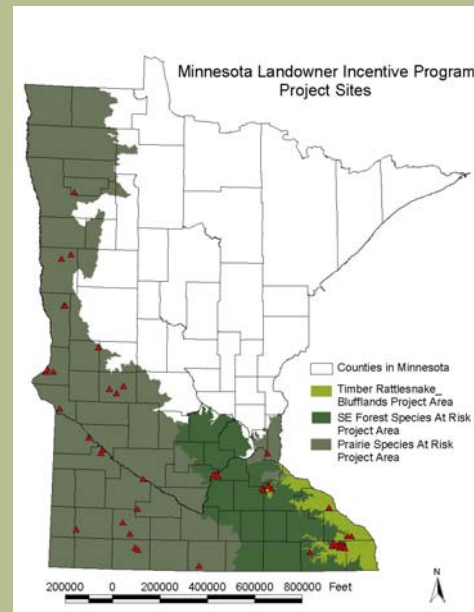 Minnesota Landowner Incentive Program
Project Sites
Counties in Minnesota
Timber Rattlesnake_
Blufflands Project Area
SE Forest Species At Risk
Project Area
Prairie Species At Risk
Project Area
200000 0 200000 400000 600000 800000 Feet
N